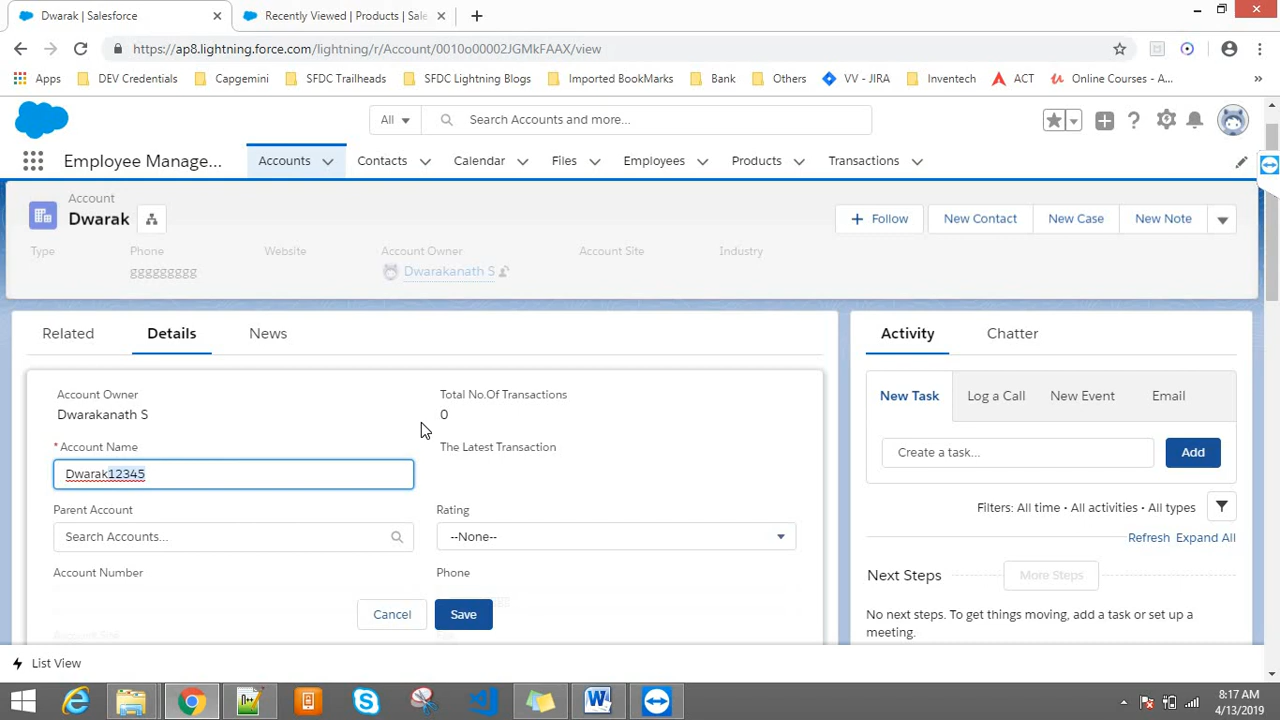 Dwarak | Salesforce
Recently Viewed | Products | Sale
https://ap8.lightning.force.com/lightning/r/Account/0010o00002JGMkFAAX/view
Apps DEV Credentials Capgemini SFDC Trailheads SFDC Lightning Blogs Imported BookMarks Bank Others VV - JIRA Inventech ACT Online Courses - A... »
All Search Accounts and more...
Employee Manage... Accounts Contacts Calendar Files Employees Products Transactions
Account
Dwarak
Follow New Contact New Case New Note
Type Phone Website Account Owner Account Site Industry
ggggggggg Dwarakanath S
Related Details News
Activity Chatter
Account Owner
Dwarakanath S
Total No.Of Transactions
0
* Account Name
Dwarak12345
The Latest Transaction
Parent Account
Search Accounts...
Rating
--None--
Account Number
Phone
Cancel Save
New Task Log a Call New Event Email
Create a task... Add
Filters: All time • All activities • All types
Refresh Expand All
Next Steps More Steps
No next steps. To get things moving, add a task or set up a
meeting.
List View
8:17 AM
4/13/2019